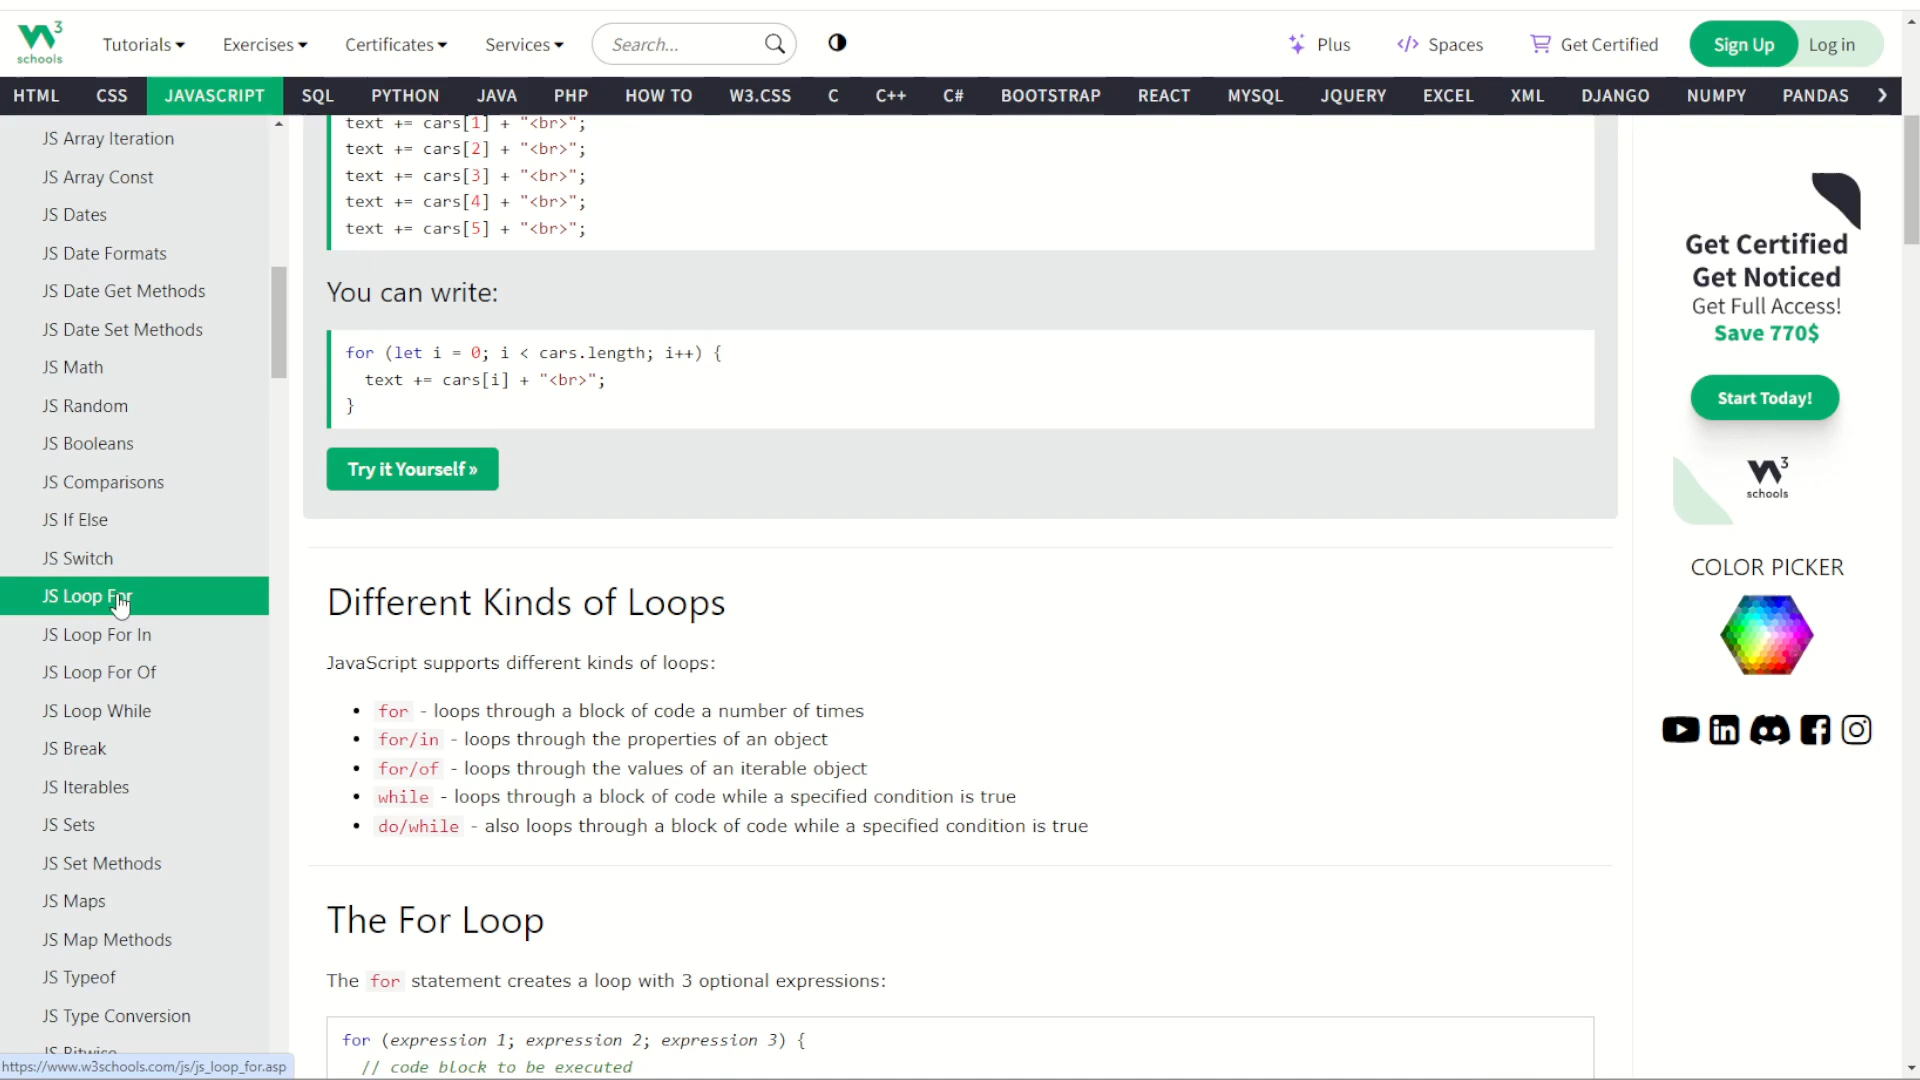 W3 schools
Tutorials Exercises Certificates Services Search... Plus Spaces Get Certified Sign Up Log in
HTML CSS JAVASCRIPT SQL PYTHON JAVA PHP HOW TO W3.CSS C C++ C# BOOTSTRAP REACT MYSQL JQUERY EXCEL XML DJANGO NUMPY PANDAS ❯
JS Array Iteration
JS Array Const
JS Dates
JS Date Formats
JS Date Get Methods
JS Date Set Methods
JS Math
JS Random
JS Booleans
JS Comparisons
JS If Else
JS Switch
JS Loop For
JS Loop For In
JS Loop For Of
JS Loop While
JS Break
JS Iterables
JS Sets
JS Set Methods
JS Maps
JS Map Methods
JS Typeof
JS Type Conversion
JS Bitwise
https://www.w3schools.com/js/js_loop_for.asp
text += cars[1] + "<br>";
text += cars[2] + "<br>";
text += cars[3] + "<br>";
text += cars[4] + "<br>";
text += cars[5] + "<br>";
You can write:
for (let i = 0; i < cars.length; i++) {
  text += cars[i] + "<br>";
}
Try it Yourself »
Different Kinds of Loops
JavaScript supports different kinds of loops:
• for - loops through a block of code a number of times
• for/in - loops through the properties of an object
• for/of - loops through the values of an iterable object
• while - loops through a block of code while a specified condition is true
• do/while - also loops through a block of code while a specified condition is true
The For Loop
The for statement creates a loop with 3 optional expressions:
for (expression 1; expression 2; expression 3) {
  // code block to be executed
Get Certified
Get Noticed
Get Full Access!
Save 770$
Start Today!
W3 schools
COLOR PICKER